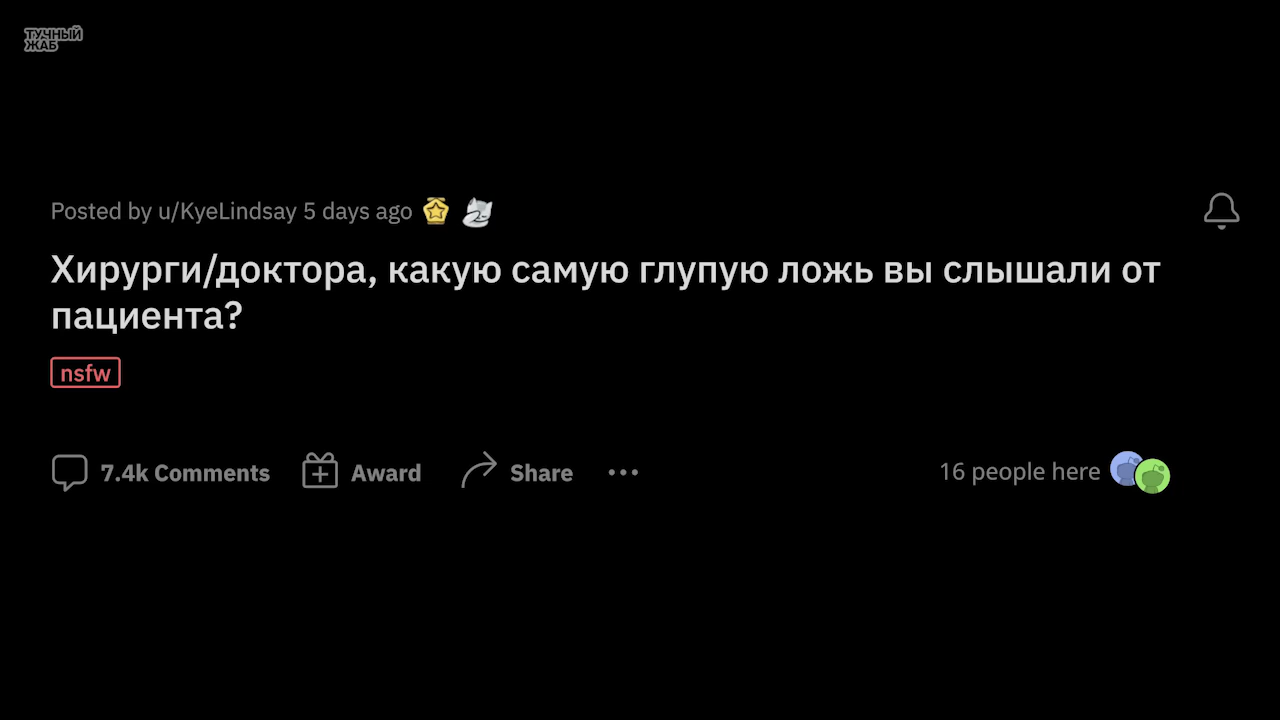 ТУЧНЫЙ
ЖАБ
Posted by u/KyeLindsay 5 days ago
Хирурги/доктора, какую самую глупую ложь вы слышали от
пациента?
nsfw
7.4k Comments Award Share 16 people here